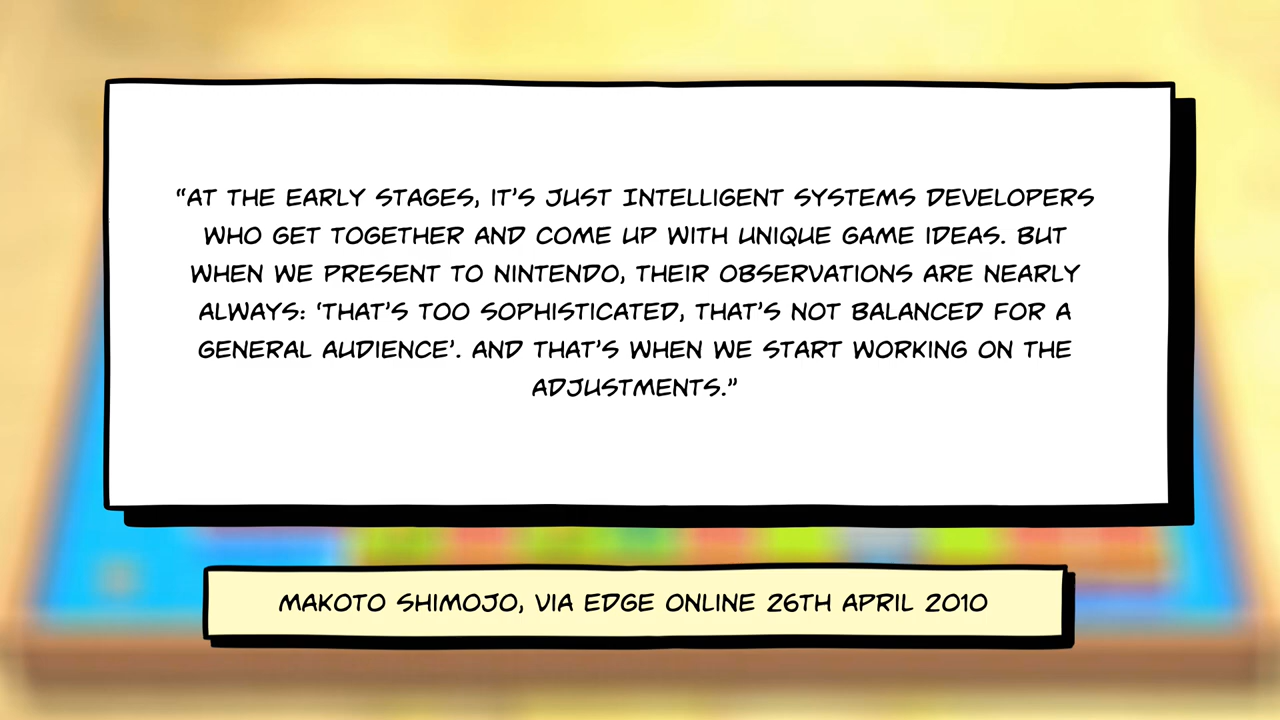 “AT THE EARLY STAGES, IT’S JUST INTELLIGENT SYSTEMS DEVELOPERS
WHO GET TOGETHER AND COME UP WITH UNIQUE GAME IDEAS. BUT
WHEN WE PRESENT TO NINTENDO, THEIR OBSERVATIONS ARE NEARLY
ALWAYS: ‘THAT’S TOO SOPHISTICATED, THAT’S NOT BALANCED FOR A
GENERAL AUDIENCE’. AND THAT’S WHEN WE START WORKING ON THE
ADJUSTMENTS.”
MAKOTO SHIMOJO, VIA EDGE ONLINE 26TH APRIL 2010